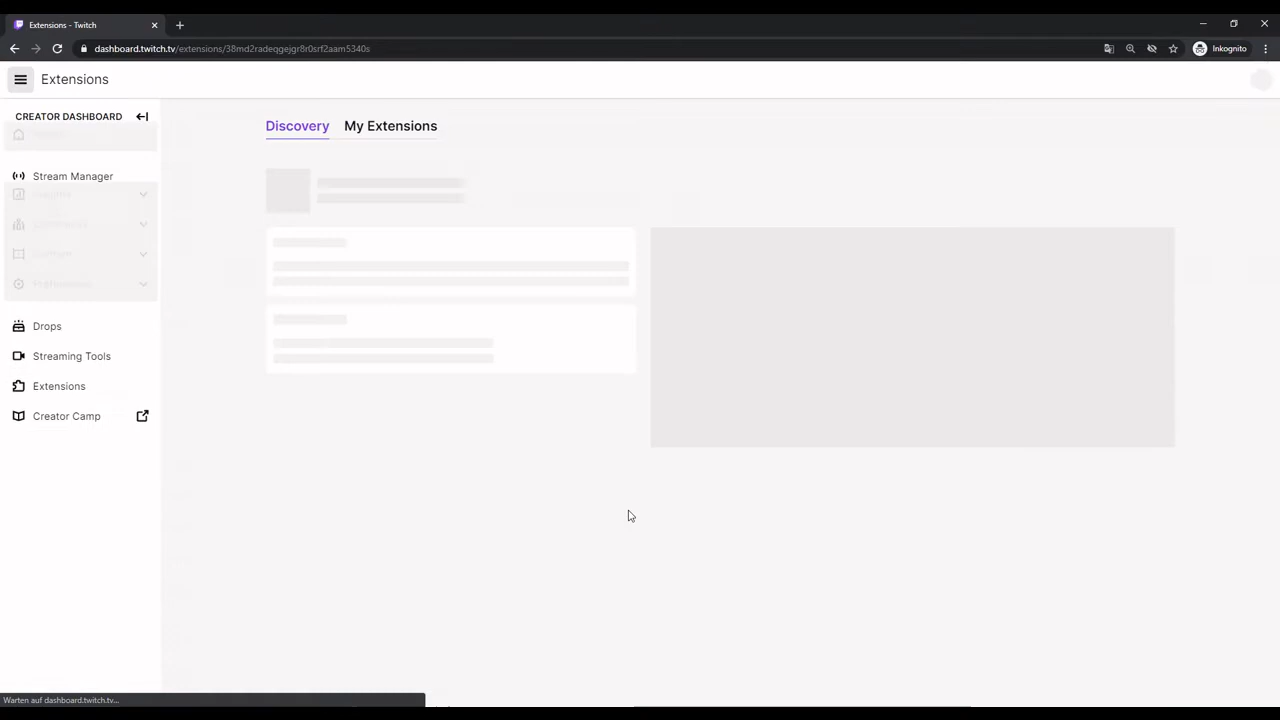 Extensions - Twitch
dashboard.twitch.tv/extensions/38md2radeqgejgr8r0srf2aam5340s
Inkognito
Extensions
CREATOR DASHBOARD
Discovery
My Extensions
Stream Manager
Preferences
Drops
Streaming Tools
Extensions
Creator Camp
Warten auf dashboard.twitch.tv...